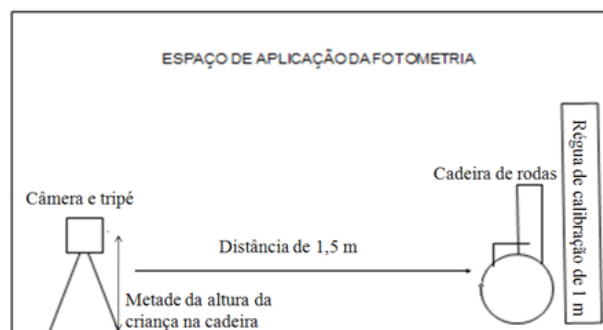 ESPAÇO DE APLICAÇÃO DA FOTOMETRIA
Régua de calibração de 1 m
Cadeira de rodas
Câmera e tripé
Distância de 1,5 m
Metade da altura da
criança na cadeira